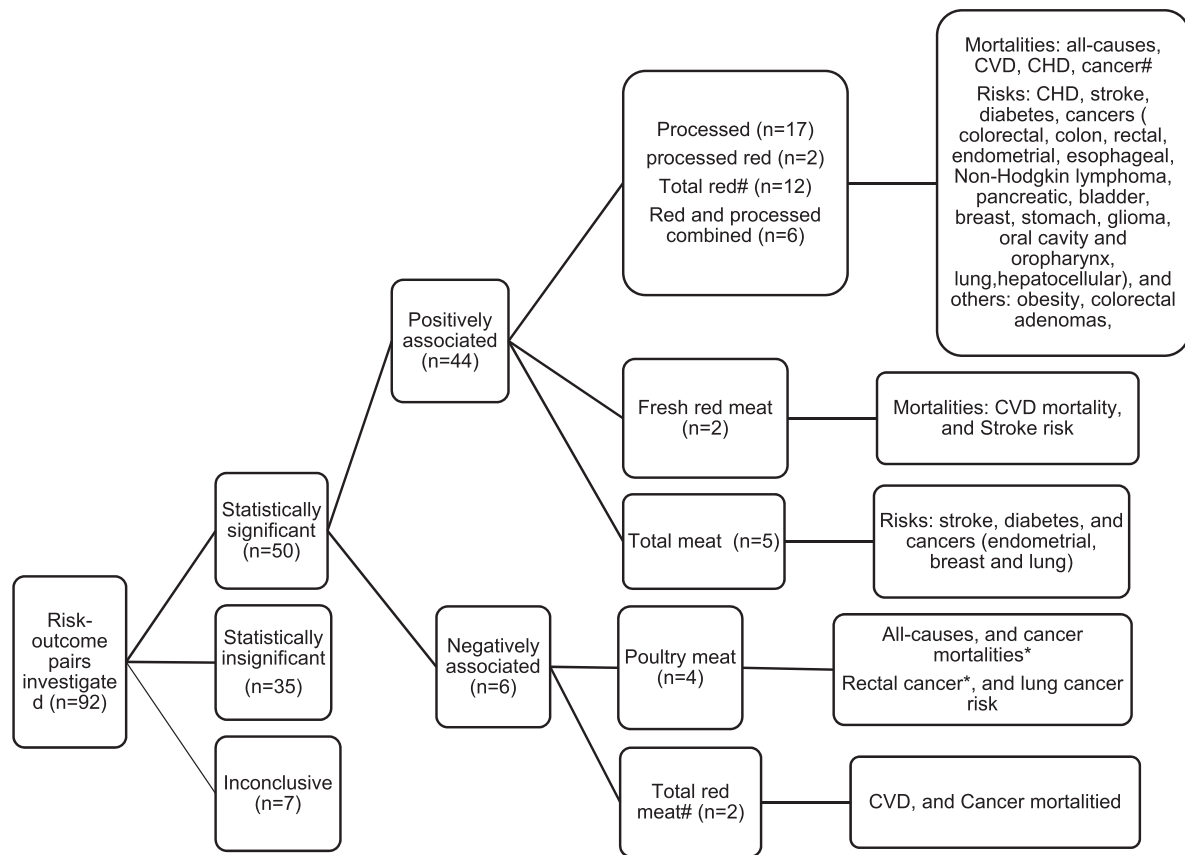 Risk-
outcome
pairs
investigate
d (n=92)
Statistically
significant
(n=50)
Statistically
insignificant
(n=35)
Inconclusive
(n=7)
Positively
associated
(n=44)
Negatively
associated
(n=6)
Processed (n=17)
processed red (n=2)
Total red# (n=12)
Red and processed
combined (n=6)
Fresh red meat
(n=2)
Total meat (n=5)
Poultry meat
(n=4)
Total red
meat# (n=2)
Mortalities: all-causes,
CVD, CHD, cancer#
Risks: CHD, stroke,
diabetes, cancers (
colorectal, colon, rectal,
endometrial, esophageal,
Non-Hodgkin lymphoma,
pancreatic, bladder,
breast, stomach, glioma,
oral cavity and
oropharynx,
lung,hepatocellular), and
others: obesity, colorectal
adenomas,
Mortalities: CVD mortality,
and Stroke risk
Risks: stroke, diabetes, and
cancers (endometrial,
breast and lung)
All-causes, and cancer
mortalities*
Rectal cancer*, and lung cancer
risk
CVD, and Cancer mortalitied